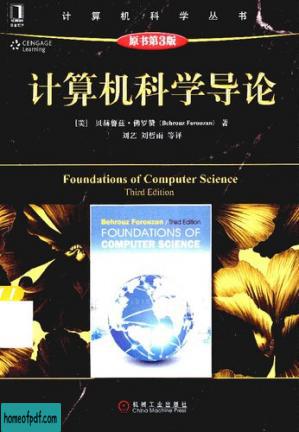 计算机科学丛书
CENGAGE
Learning
原书第3版
计算机科学导论
[美] 贝赫鲁兹·佛罗赞 (Behrouz Forouzan) 著
刘艺 刘哲雨 等译
Foundations of Computer Science
Third Edition
Behrouz Forouzan / Third Edition
FOUNDATIONS OF
COMPUTER SCIENCE
机械工业出版社
China Machine Press
homeofpdf.com